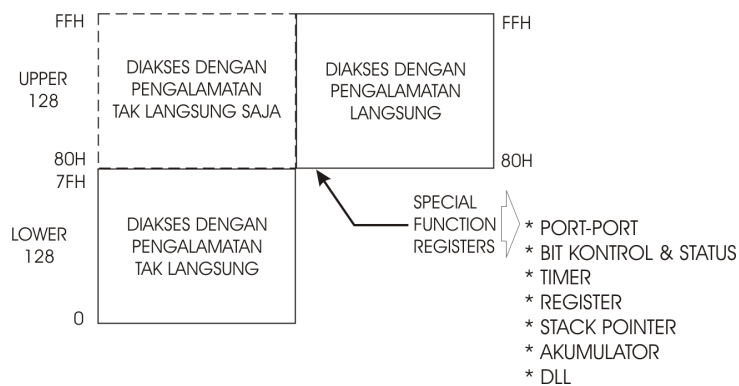 FFH
UPPER
128
80H
7FH
LOWER
128
0
DIAKSES DENGAN
PENGALAMATAN
TAK LANGSUNG SAJA
DIAKSES DENGAN
PENGALAMATAN
LANGSUNG
FFH
80H
DIAKSES DENGAN
PENGALAMATAN
TAK LANGSUNG
SPECIAL
FUNCTION
REGISTERS
* PORT-PORT
* BIT KONTROL & STATUS
* TIMER
* REGISTER
* STACK POINTER
* AKUMULATOR
* DLL